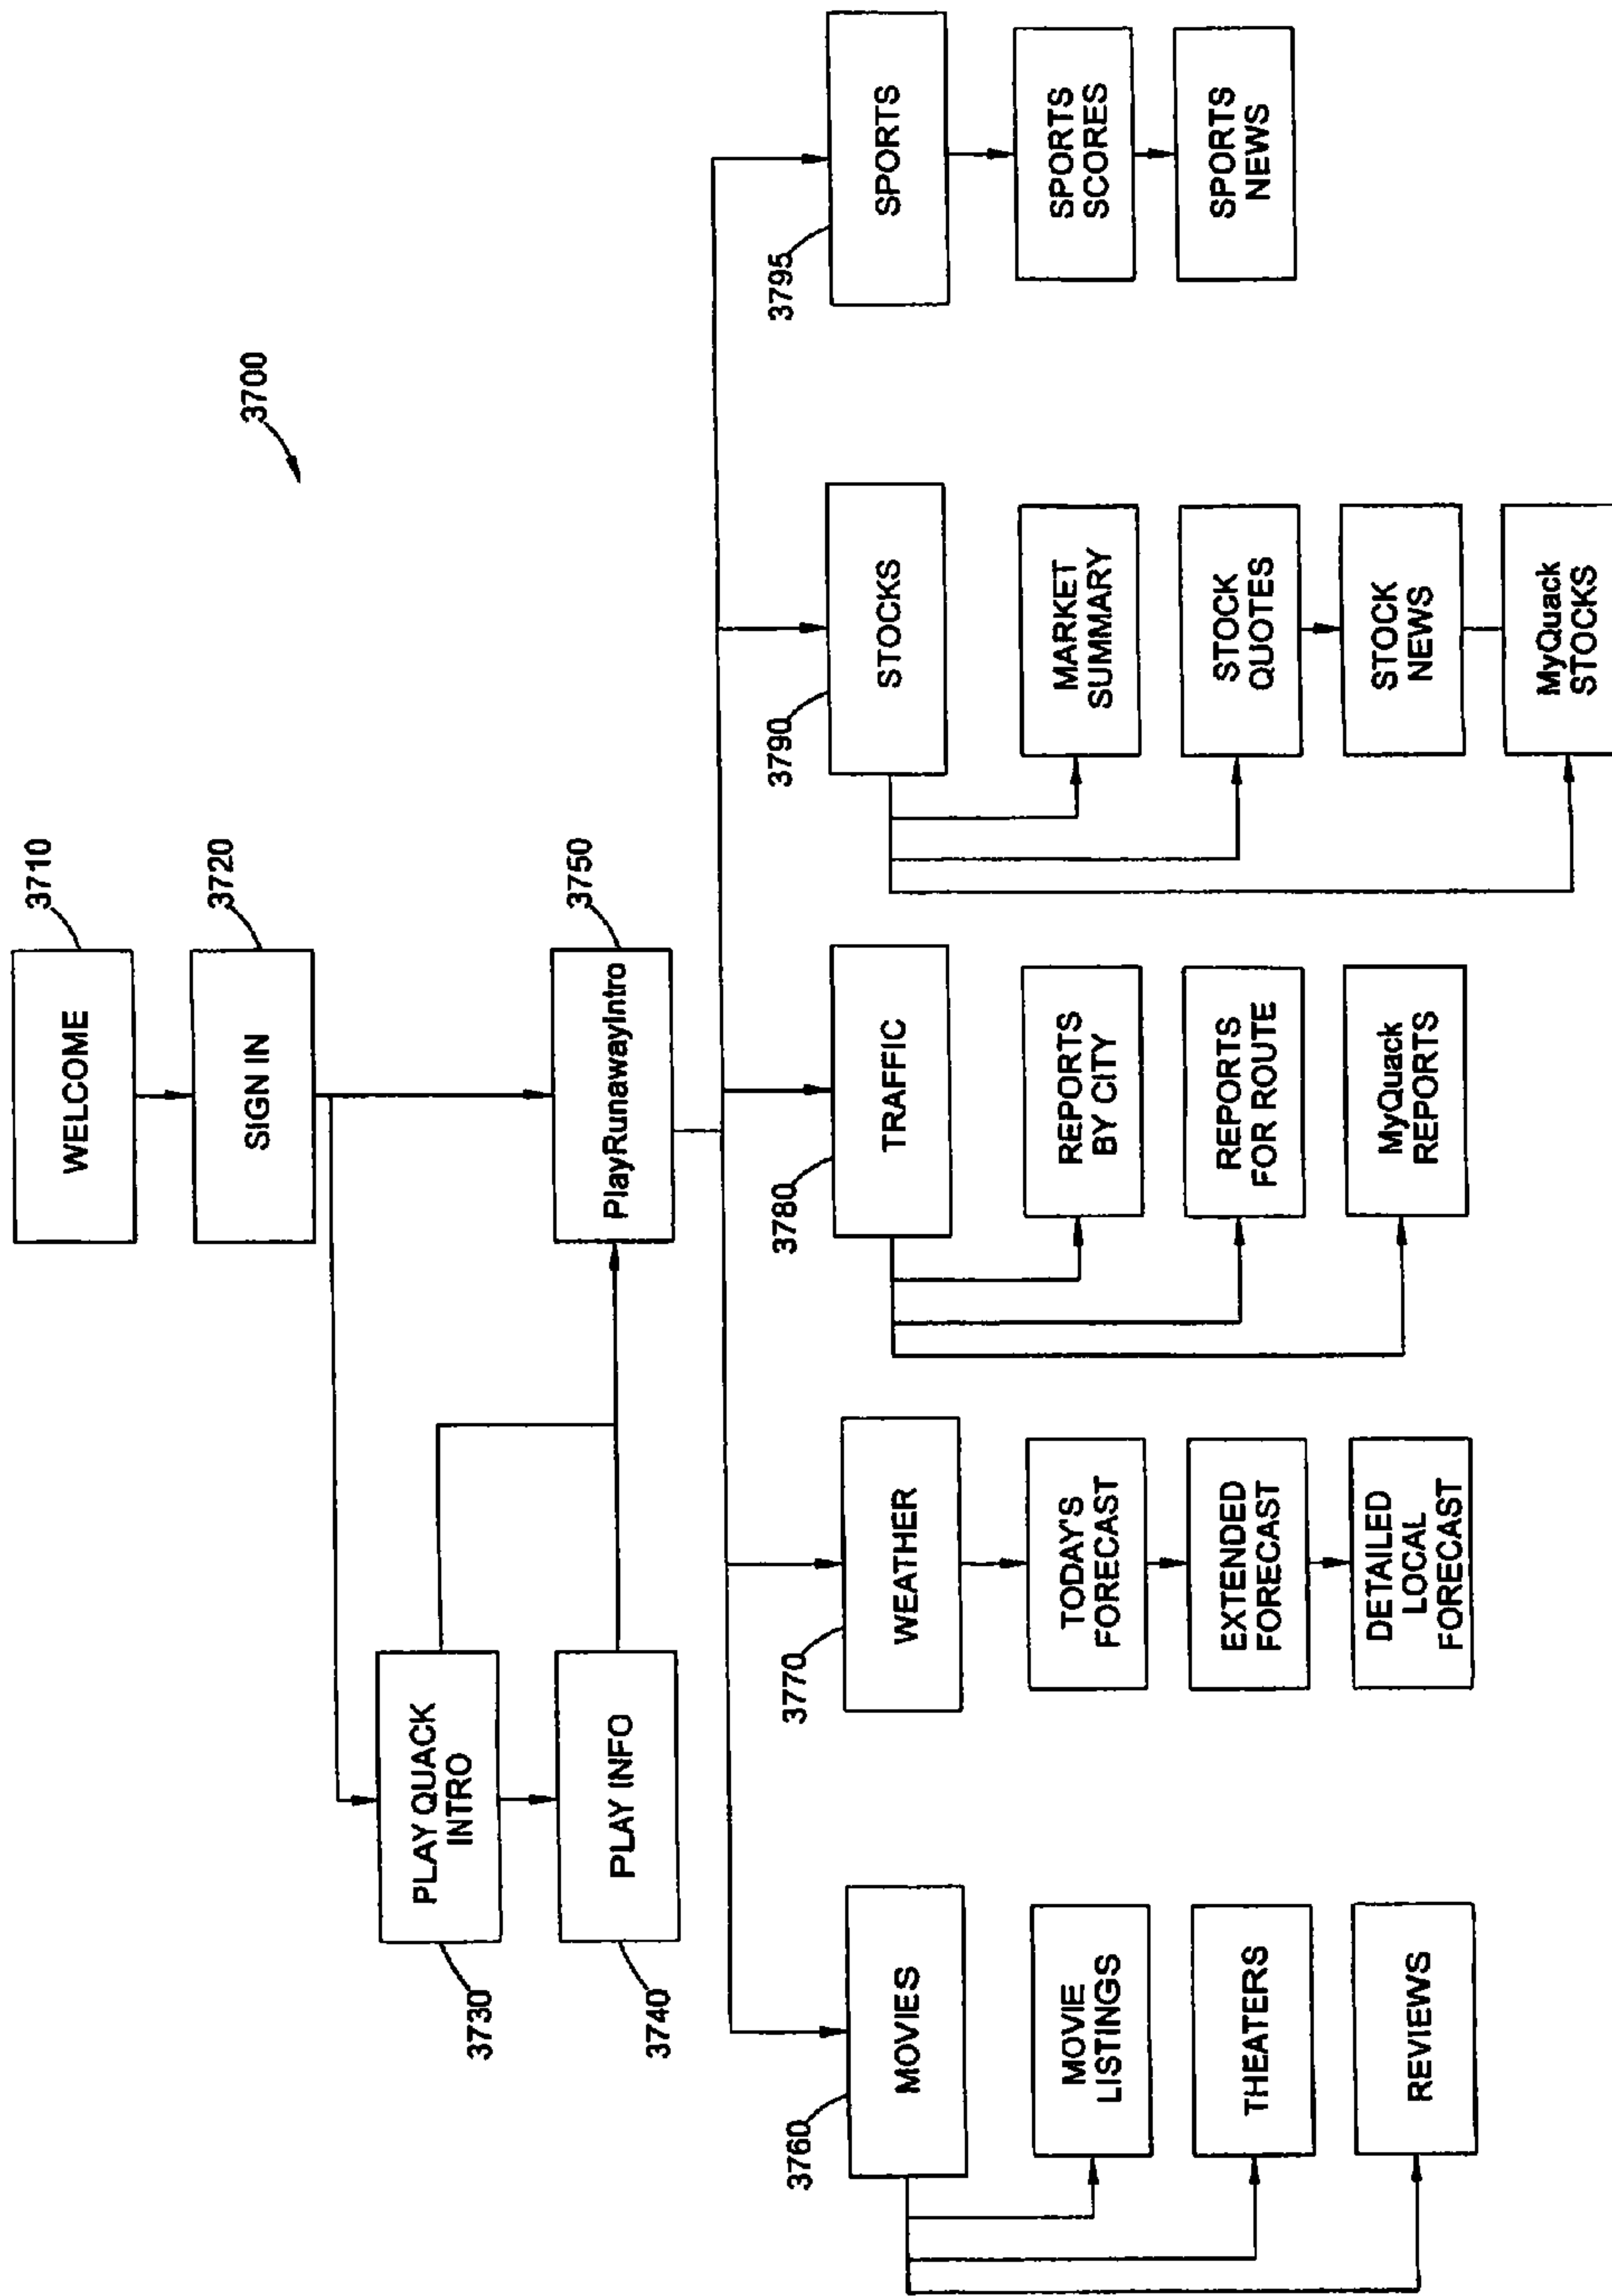 3700
WELCOME
3710
SIGN IN
3720
PLAY QUACK
INTRO
3730
PLAY INFO
3740
PlayRunawayIntro
3750
MOVIES
3760
MOVIE
LISTINGS
THEATERS
REVIEWS
WEATHER
3770
TODAY'S
FORECAST
EXTENDED
FORECAST
DETAILED
LOCAL
FORECAST
TRAFFIC
3780
REPORTS
BY CITY
REPORTS
FOR ROUTE
MyQuack
REPORTS
STOCKS
3790
MARKET
SUMMARY
STOCK
QUOTES
STOCK
NEWS
MyQuack
STOCKS
SPORTS
3795
SPORTS
SCORES
SPORTS
NEWS